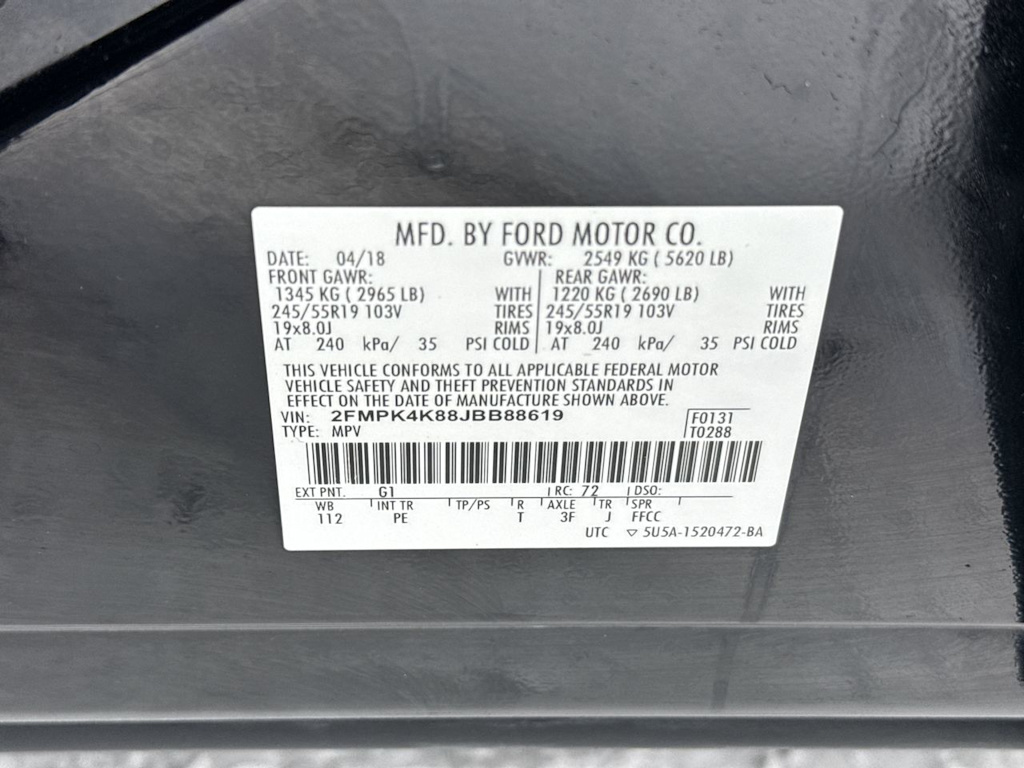 MFD. BY FORD MOTOR CO.
DATE: 04/18 GVWR: 2549 KG ( 5620 LB)
FRONT GAWR: REAR GAWR:
1345 KG ( 2965 LB) WITH 1220 KG ( 2690 LB) WITH
245/55R19 103V TIRES 245/55R19 103V TIRES
19x8.0J RIMS 19x8.0J RIMS
AT 240 kPa/ 35 PSI COLD AT 240 kPa/ 35 PSI COLD
THIS VEHICLE CONFORMS TO ALL APPLICABLE FEDERAL MOTOR
VEHICLE SAFETY AND THEFT PREVENTION STANDARDS IN
EFFECT ON THE DATE OF MANUFACTURE SHOWN ABOVE.
VIN: 2FMPK4K88JBB88619 F0131
TYPE: MPV T0288
EXT PNT. G1 RC: 72 DSO:
WB INT TR TP/PS R AXLE TR SPR
112 PE T 3F J FFCC
UTC ▽ 5U5A-1520472-BA